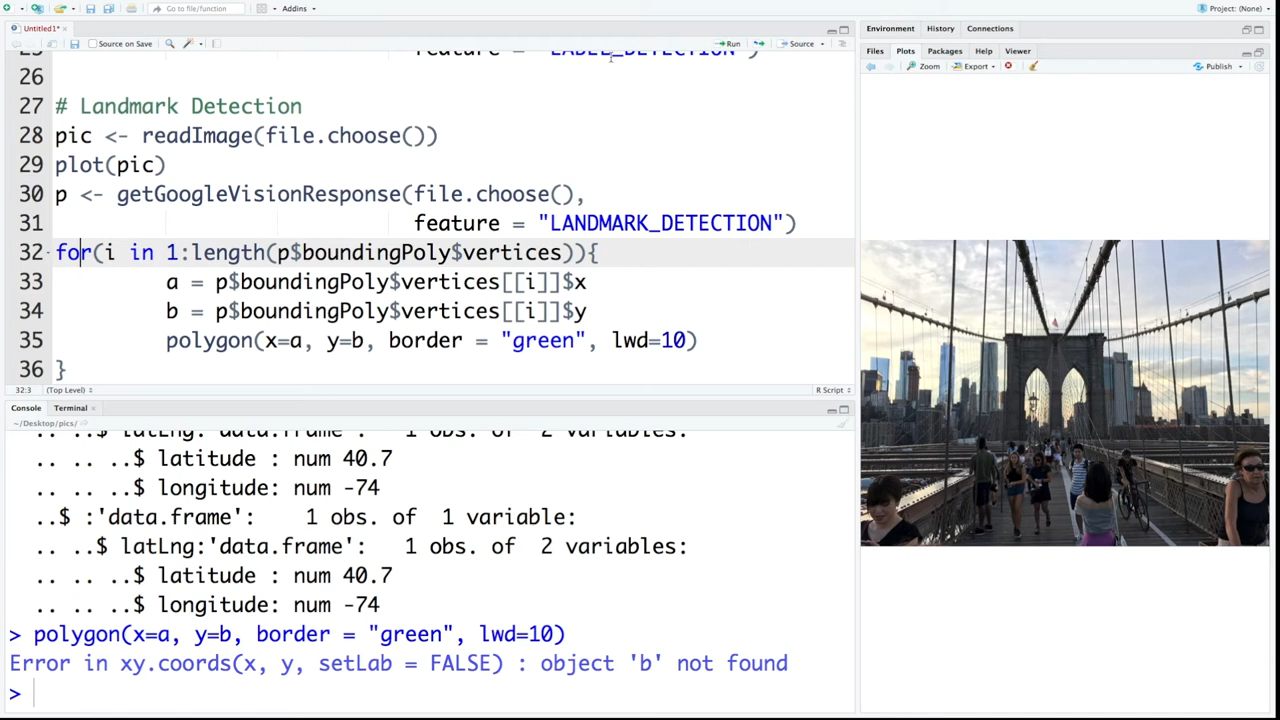 Go to file/function
Addins
Project: (None)
Untitled1*
Source on Save
Run
Source
25 feature = "LABEL_DETECTION")
26
27 # Landmark Detection
28 pic <- readImage(file.choose())
29 plot(pic)
30 p <- getGoogleVisionResponse(file.choose(),
31 feature = "LANDMARK_DETECTION")
32 for(i in 1:length(p$boundingPoly$vertices)){
33 a = p$boundingPoly$vertices[[i]]$x
34 b = p$boundingPoly$vertices[[i]]$y
35 polygon(x=a, y=b, border = "green", lwd=10)
36 }
32:3 (Top Level) R Script
Console Terminal
~/Desktop/pics/
.. ..$ latLng:'data.frame': 1 obs. of 2 variables:
.. .. ..$ latitude : num 40.7
.. .. ..$ longitude: num -74
..$ :'data.frame': 1 obs. of 1 variable:
.. ..$ latLng:'data.frame': 1 obs. of 2 variables:
.. .. ..$ latitude : num 40.7
.. .. ..$ longitude: num -74
> polygon(x=a, y=b, border = "green", lwd=10)
Error in xy.coords(x, y, setLab = FALSE) : object 'b' not found
>
Environment History Connections
Files Plots Packages Help Viewer
Zoom Export Publish